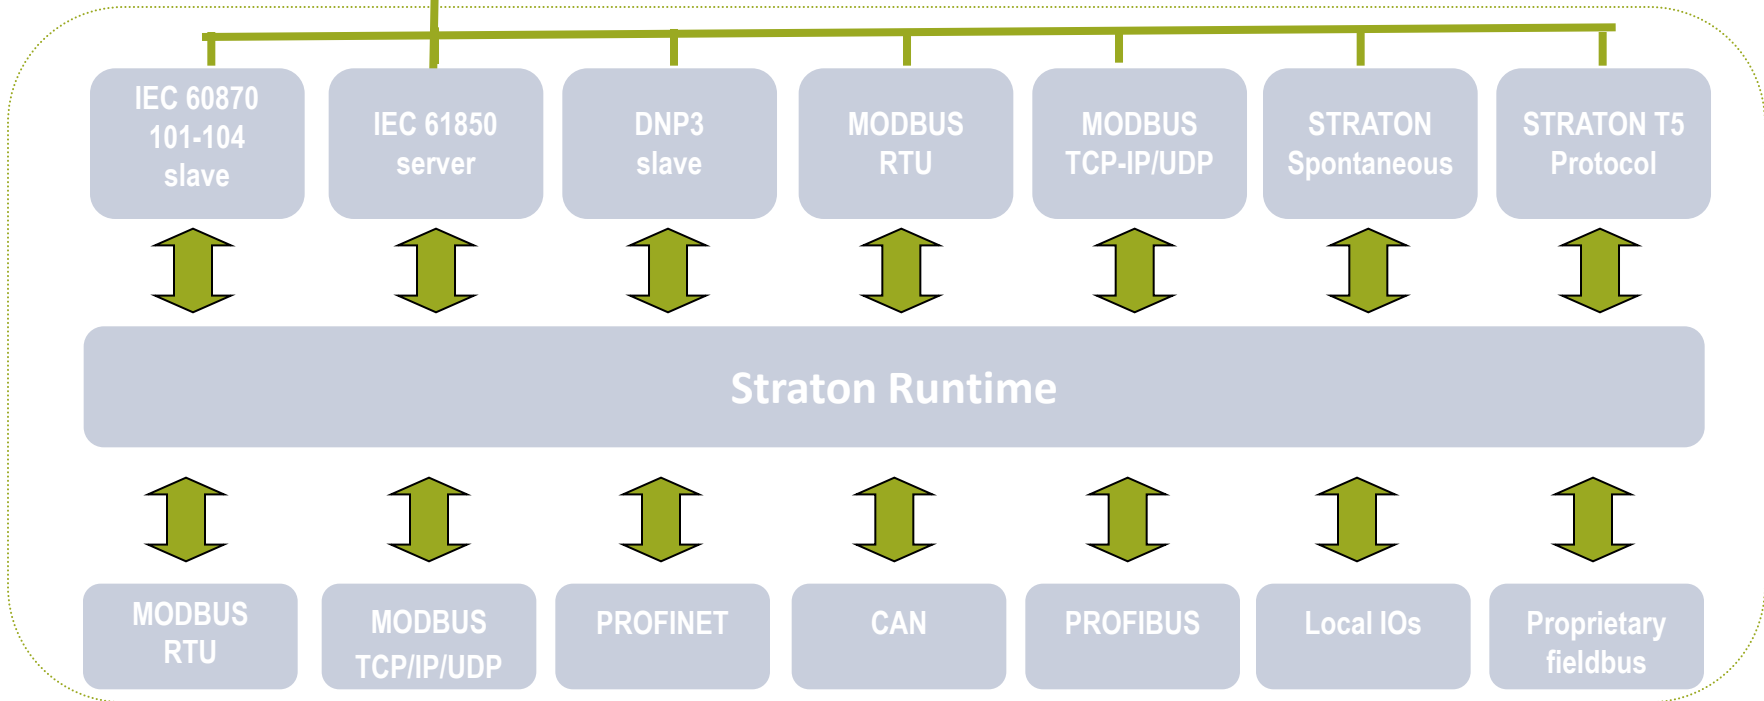 IEC 60870
101-104
slave
IEC 61850
server
DNP3
slave
MODBUS
RTU
MODBUS
TCP-IP/UDP
STRATON
Spontaneous
STRATON T5
Protocol
Straton Runtime
MODBUS
RTU
MODBUS
TCP/IP/UDP
PROFINET
CAN
PROFIBUS
Local IOs
Proprietary
fieldbus